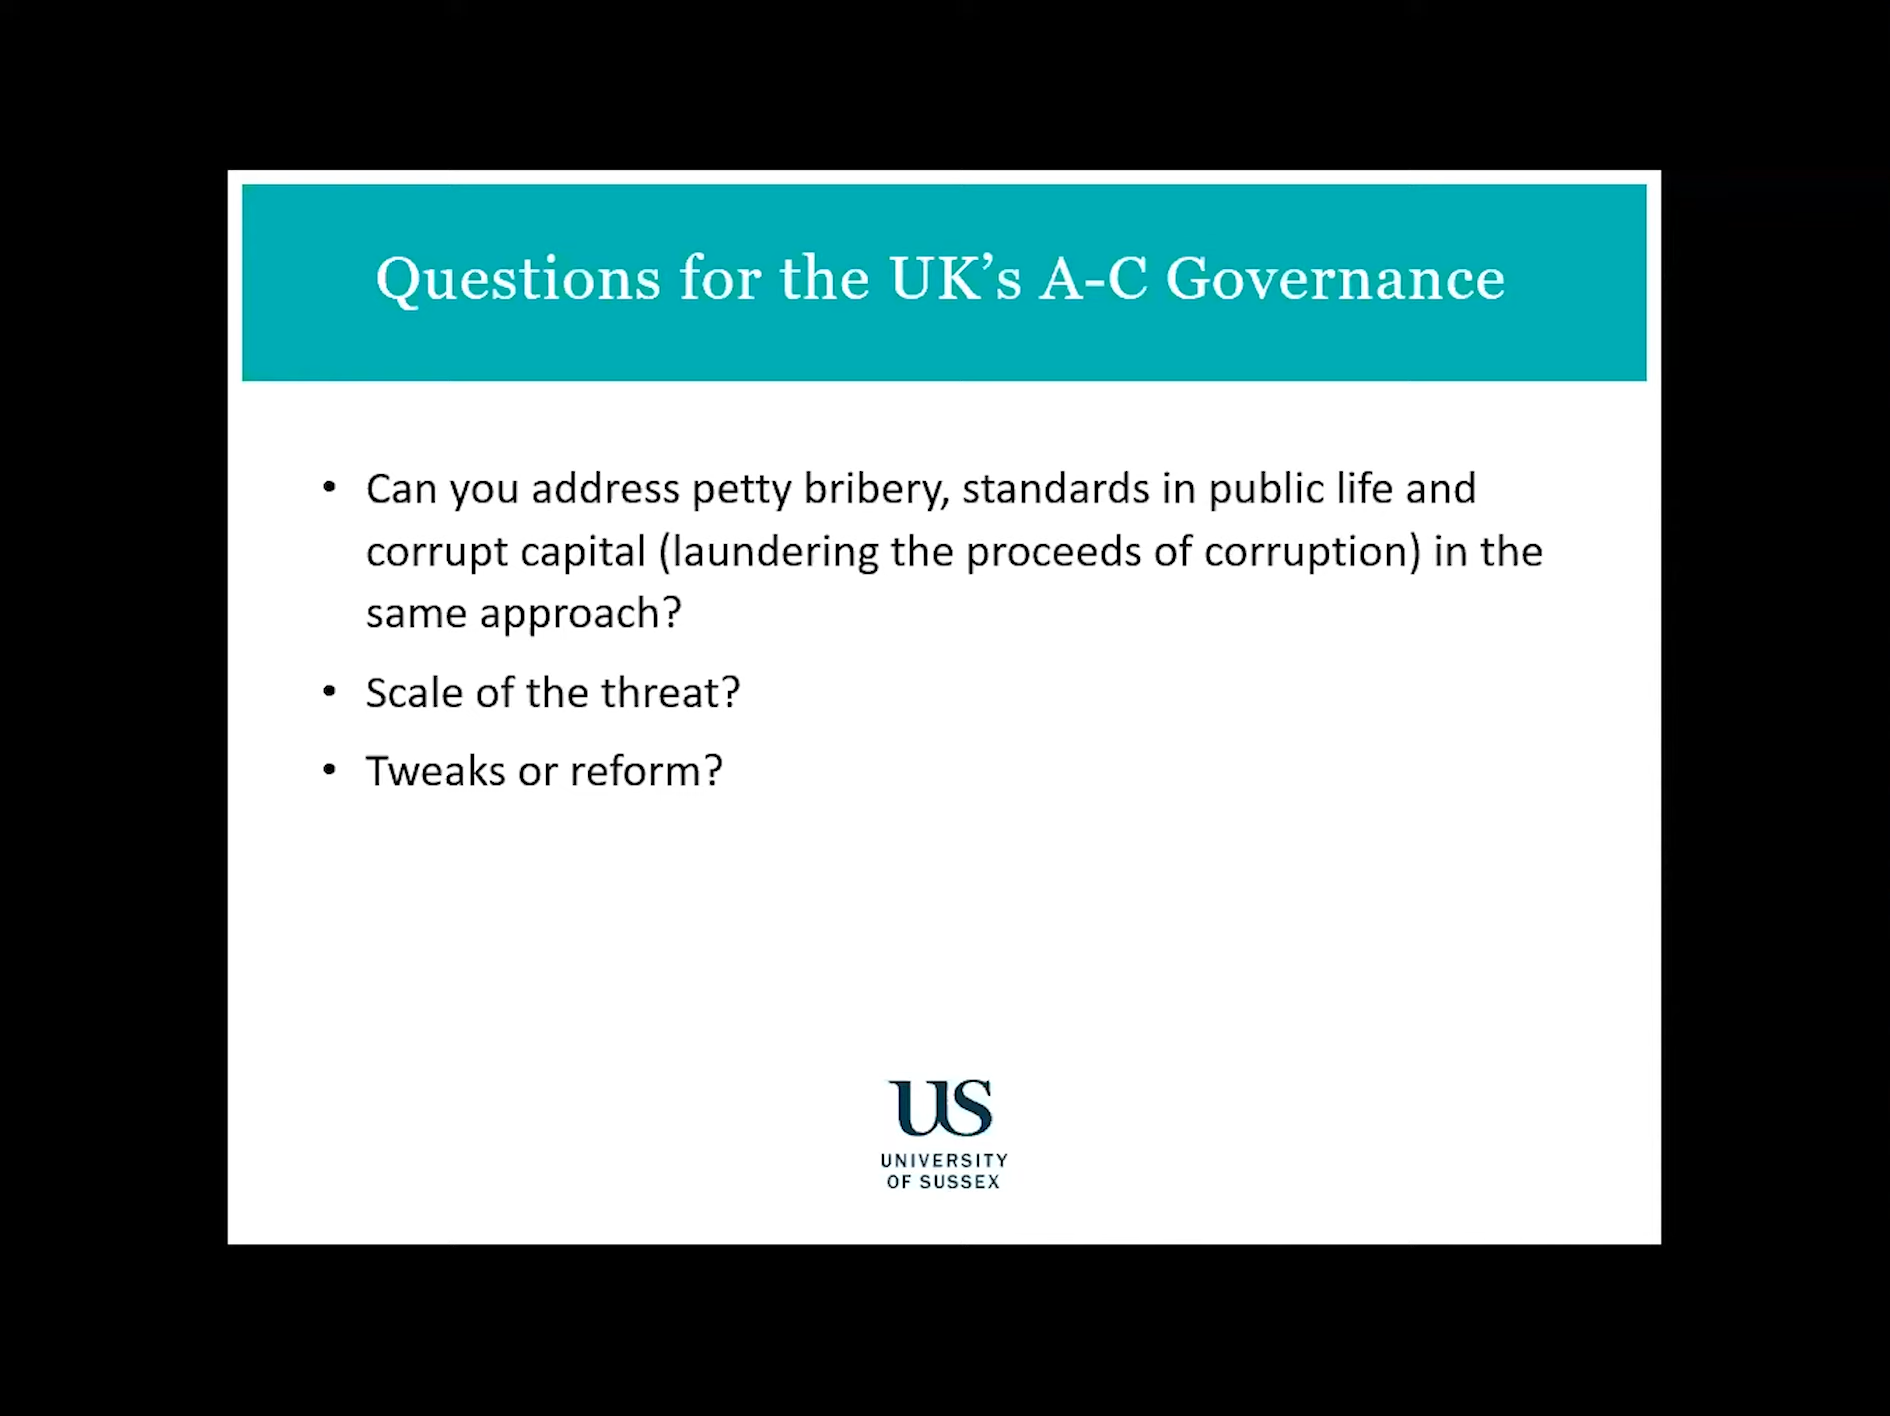 Questions for the UK’s A-C Governance
• Can you address petty bribery, standards in public life and
corrupt capital (laundering the proceeds of corruption) in the
same approach?
• Scale of the threat?
• Tweaks or reform?
US
UNIVERSITY
OF SUSSEX